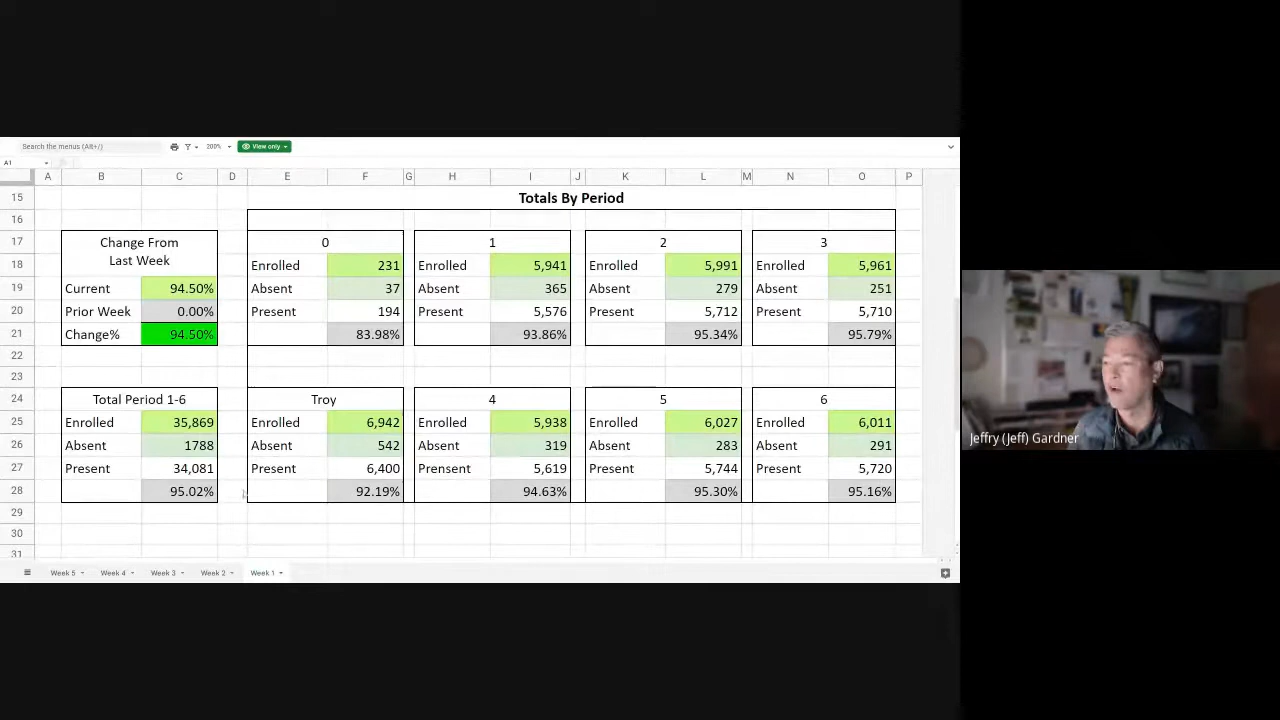 Search the menus (Alt+/) 200% View only
A1
A B C D E F G H I J K L M N O P
15 Totals By Period
16
17 Change From 0 1 2 3
Last Week
18 Enrolled 231 Enrolled 5,941 Enrolled 5,991 Enrolled 5,961
19 Current 94.50% Absent 37 Absent 365 Absent 279 Absent 251
20 Prior Week 0.00% Present 194 Present 5,576 Present 5,712 Present 5,710
21 Change% 94.50% 83.98% 93.86% 95.34% 95.79%
22
23
24 Total Period 1-6 Troy 4 5 6
25 Enrolled 35,869 Enrolled 6,942 Enrolled 5,938 Enrolled 6,027 Enrolled 6,011
26 Absent 1788 Absent 542 Absent 319 Absent 283 Absent 291
27 Present 34,081 Present 6,400 Prensent 5,619 Present 5,744 Present 5,720
28 95.02% 92.19% 94.63% 95.30% 95.16%
29
30
31
Week 5 Week 4 Week 3 Week 2 Week 1
Jeffry (Jeff) Gardner